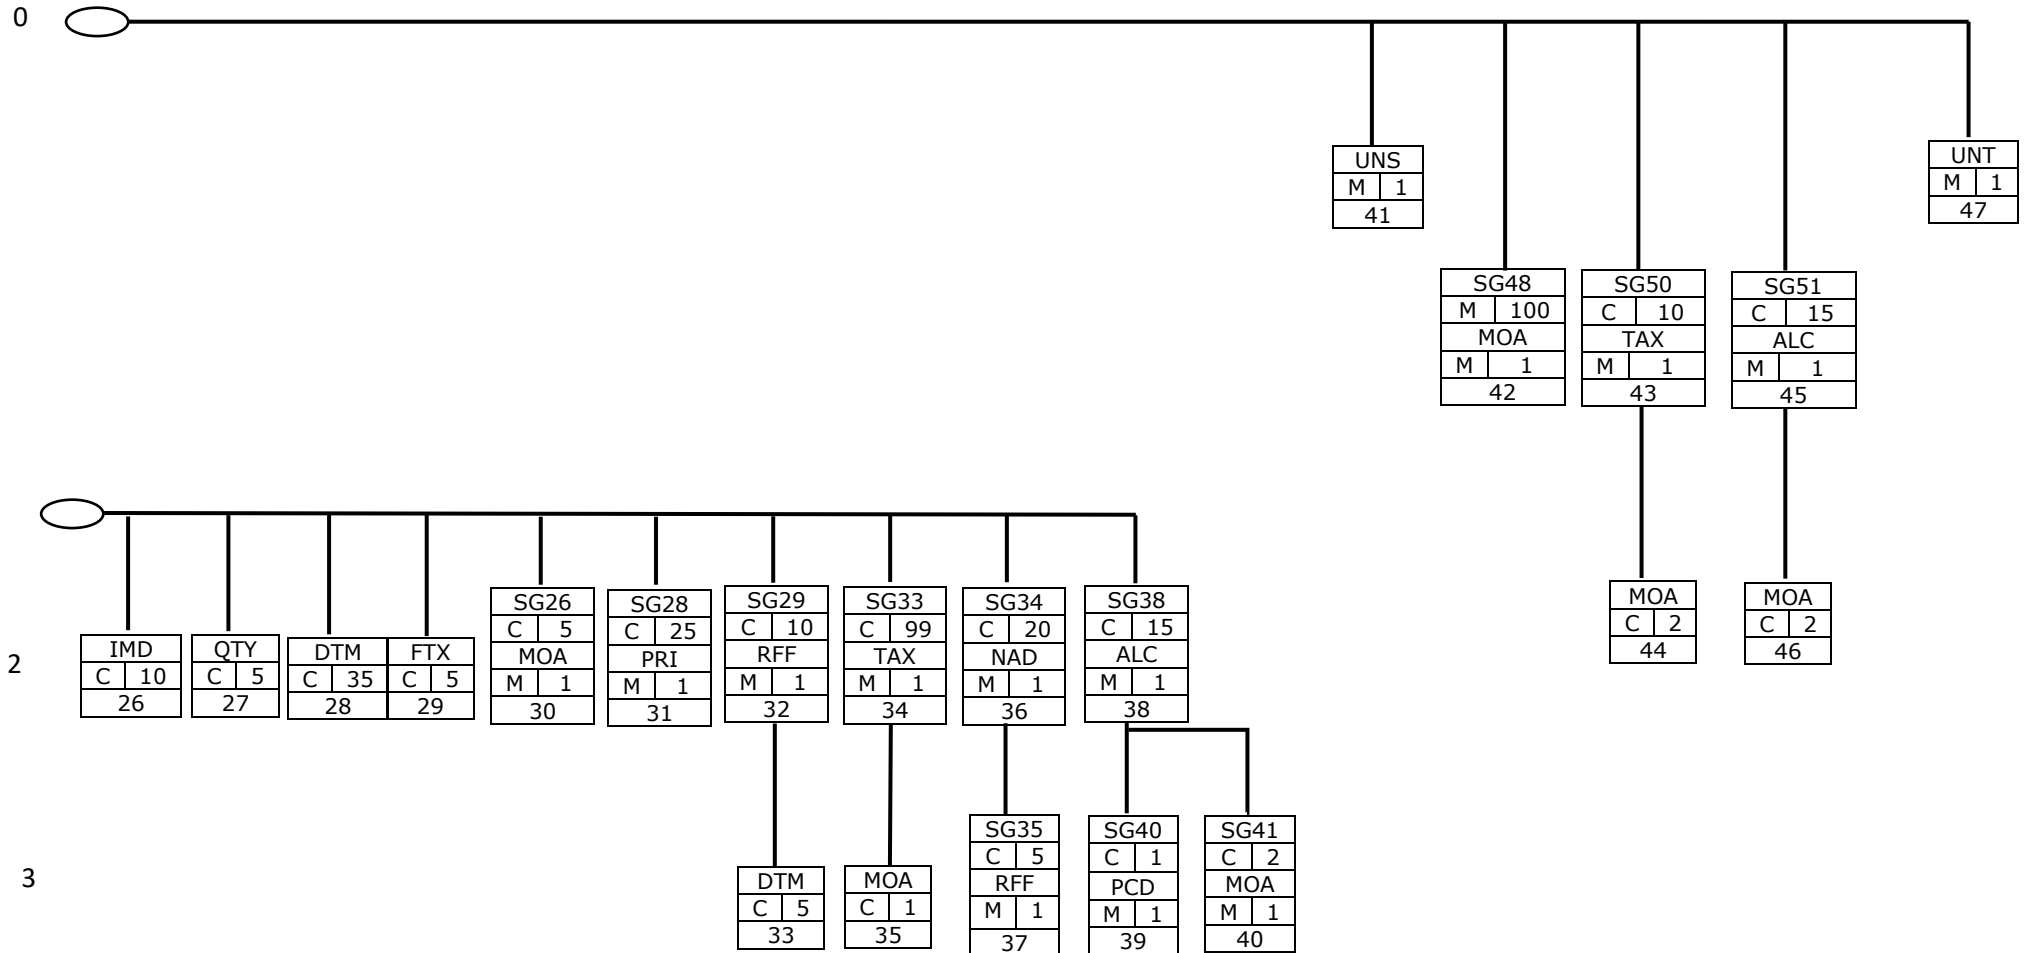 0
UNS
M 1
41
UNT
M 1
47
SG48
M 100
MOA
M 1
42
SG50
C 10
TAX
M 1
43
SG51
C 15
ALC
M 1
45
MOA
C 2
44
MOA
C 2
46
2
IMD
C 10
26
QTY
C 5
27
DTM
C 35
28
FTX
C 5
29
SG26
C 5
MOA
M 1
30
SG28
C 25
PRI
M 1
31
SG29
C 10
RFF
M 1
32
SG33
C 99
TAX
M 1
34
SG34
C 20
NAD
M 1
36
SG38
C 15
ALC
M 1
38
3
DTM
C 5
33
MOA
C 1
35
SG35
C 5
RFF
M 1
37
SG40
C 1
PCD
M 1
39
SG41
C 2
MOA
M 1
40